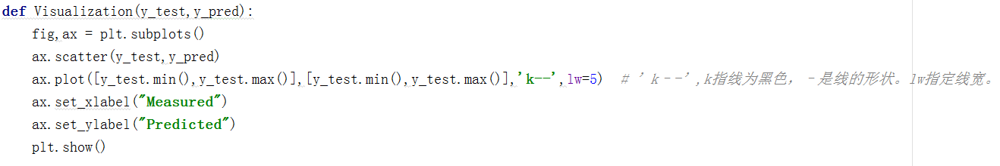 def Visualization(y_test,y_pred):
    fig,ax = plt.subplots()
    ax.scatter(y_test,y_pred)
    ax.plot([y_test.min(),y_test.max()],[y_test.min(),y_test.max()],'k--',lw=5)  # ’k--’,k指线为黑色，-是线的形状。lw指定线宽。
    ax.set_xlabel("Measured")
    ax.set_ylabel("Predicted")
    plt.show()